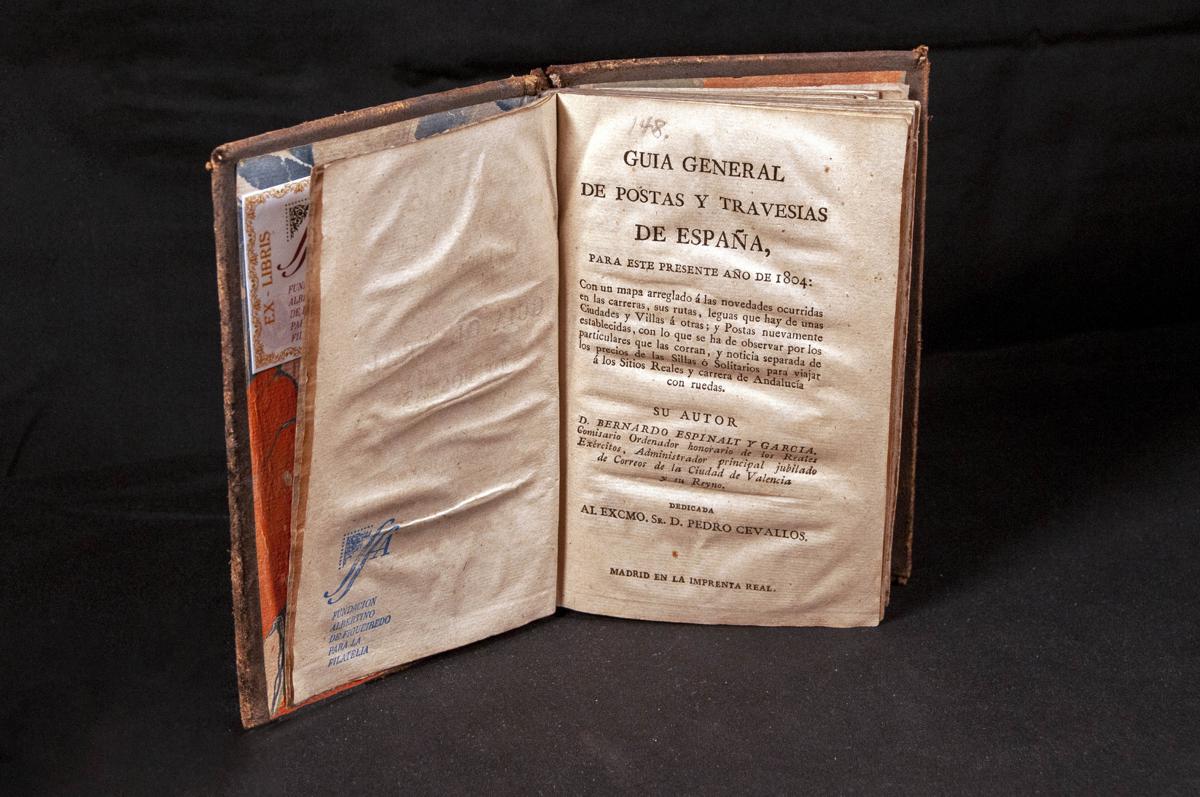 EX - LIBRIS
FUNDACION
ALBERTINO
DE FIGUEIREDO
PARA LA
FILATELIA
148.
GUIA GENERAL
DE POSTAS Y TRAVESIAS
DE ESPAÑA,
PARA ESTE PRESENTE AÑO DE 1804:
Con un mapa arreglado á las novedades ocurridas
en las carreras, sus rutas, leguas que hay de unas
Ciudades y Villas á otras; y Postas nuevamente
establecidas, con lo que se ha de observar por los
particulares que las corran, y noticia separada de
los precios de las Sillas ó Solitarios para viajar
á los Sitios Reales y carrera de Andalucía
con ruedas.
SU AUTOR
D. BERNARDO ESPINALT Y GARCIA,
Comisario Ordenador honorario de los Reales
Exércitos, Administrador principal jubilado
de Correos de la Ciudad de Valencia
y su Reyno.
DEDICADA
AL EXCMO. SR. D. PEDRO CEVALLOS.
MADRID EN LA IMPRENTA REAL.